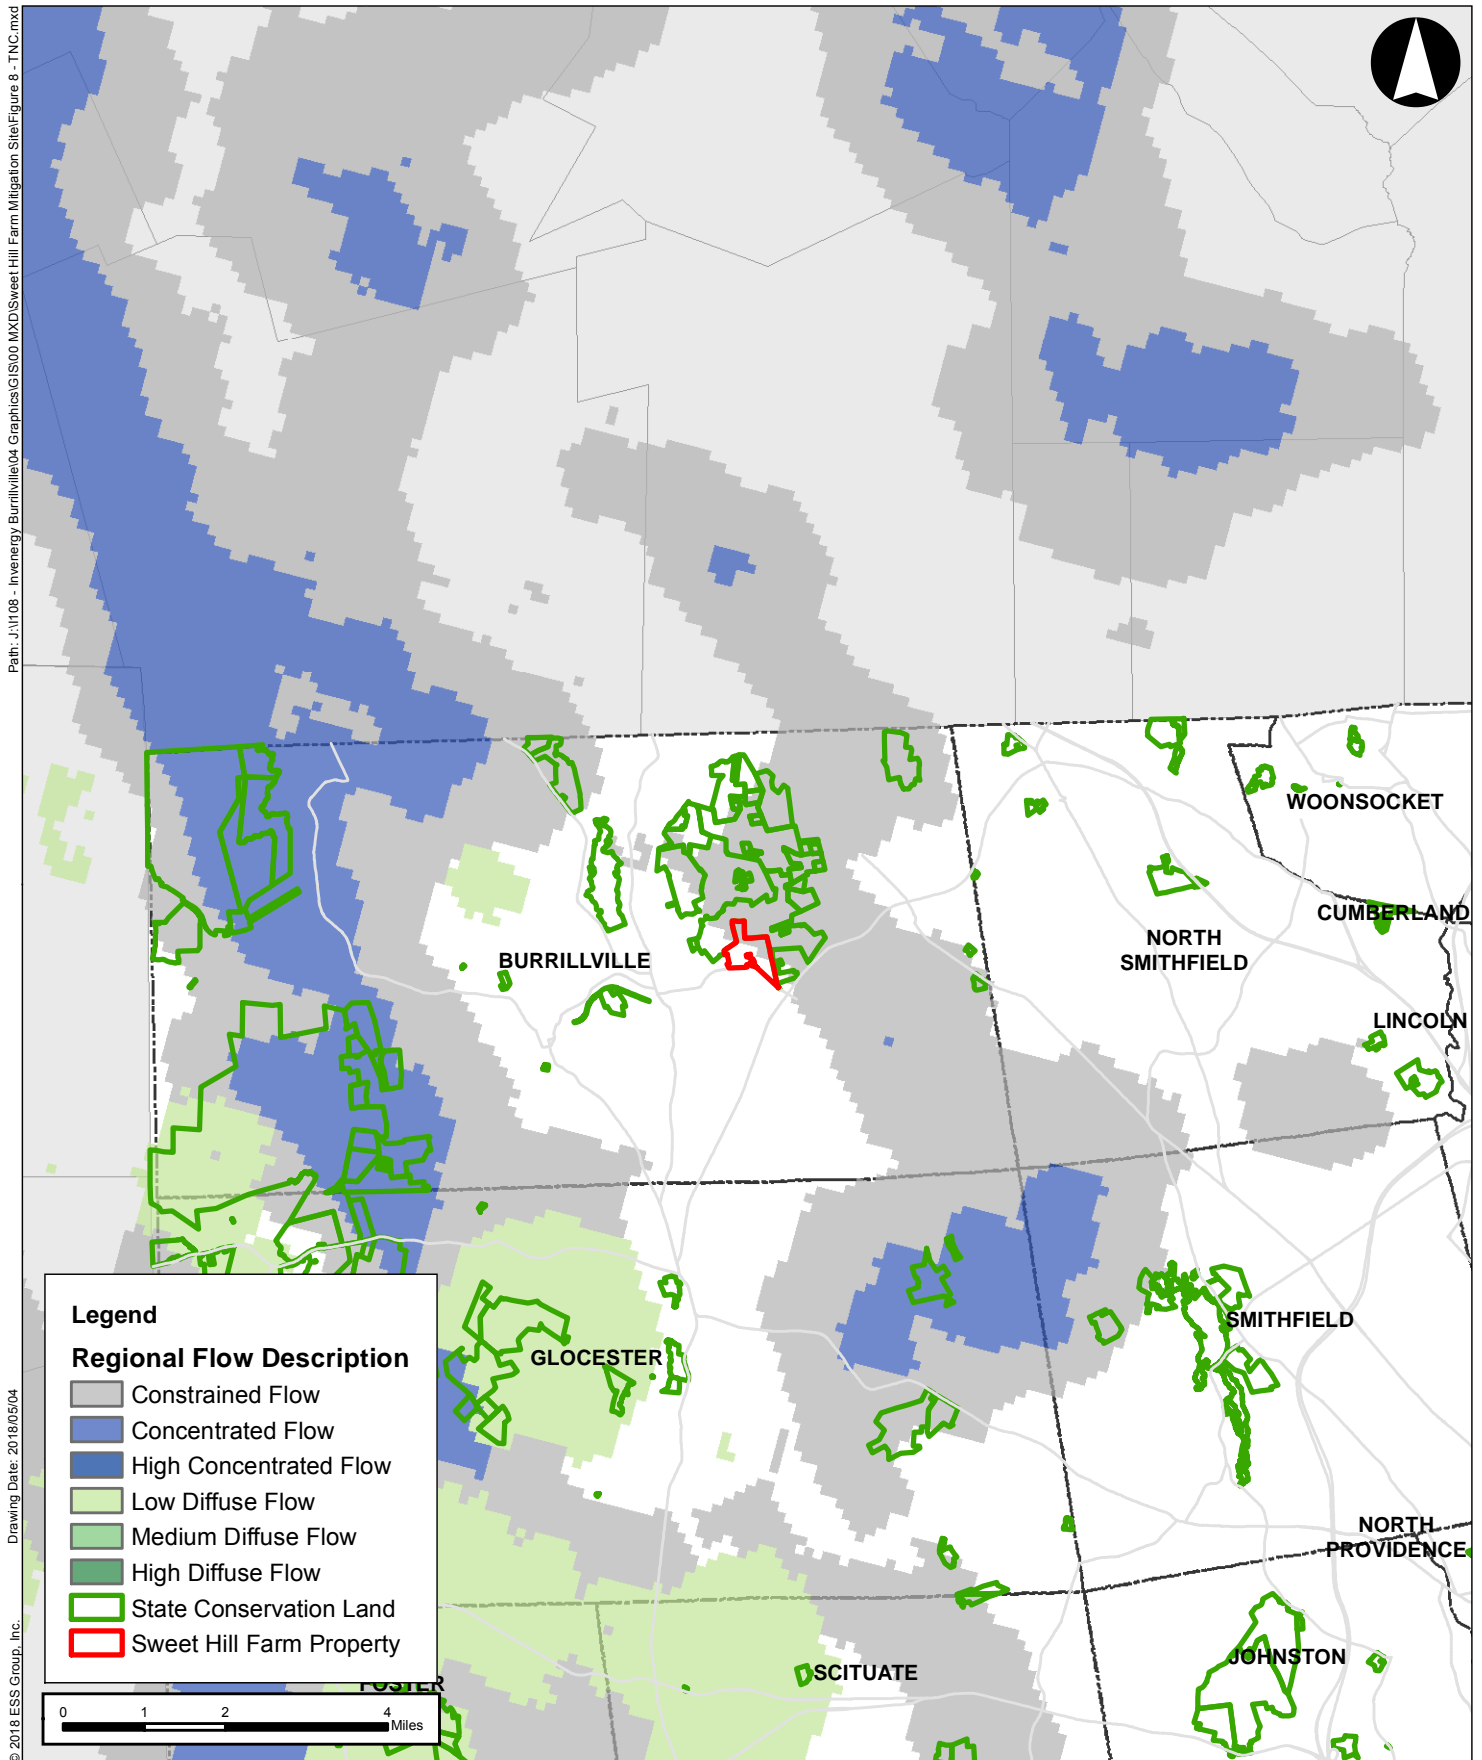 Path: J:\I108 - Invenergy Burrillville\04 Graphics\GIS\00 MXD\Sweet Hill Farm Mitigation Site\Figure 8 - TNC.mxd
WOONSOCKET
CUMBERLAND
NORTH
SMITHFIELD
BURRILLVILLE
LINCOLN
SMITHFIELD
GLOCESTER
NORTH
PROVIDENCE
JOHNSTON
SCITUATE
FOSTER
Legend
Regional Flow Description
Constrained Flow
Concentrated Flow
High Concentrated Flow
Low Diffuse Flow
Medium Diffuse Flow
High Diffuse Flow
State Conservation Land
Sweet Hill Farm Property
0 1 2 4
Miles
Drawing Date: 2018/05/04
© 2018 ESS Group, Inc.